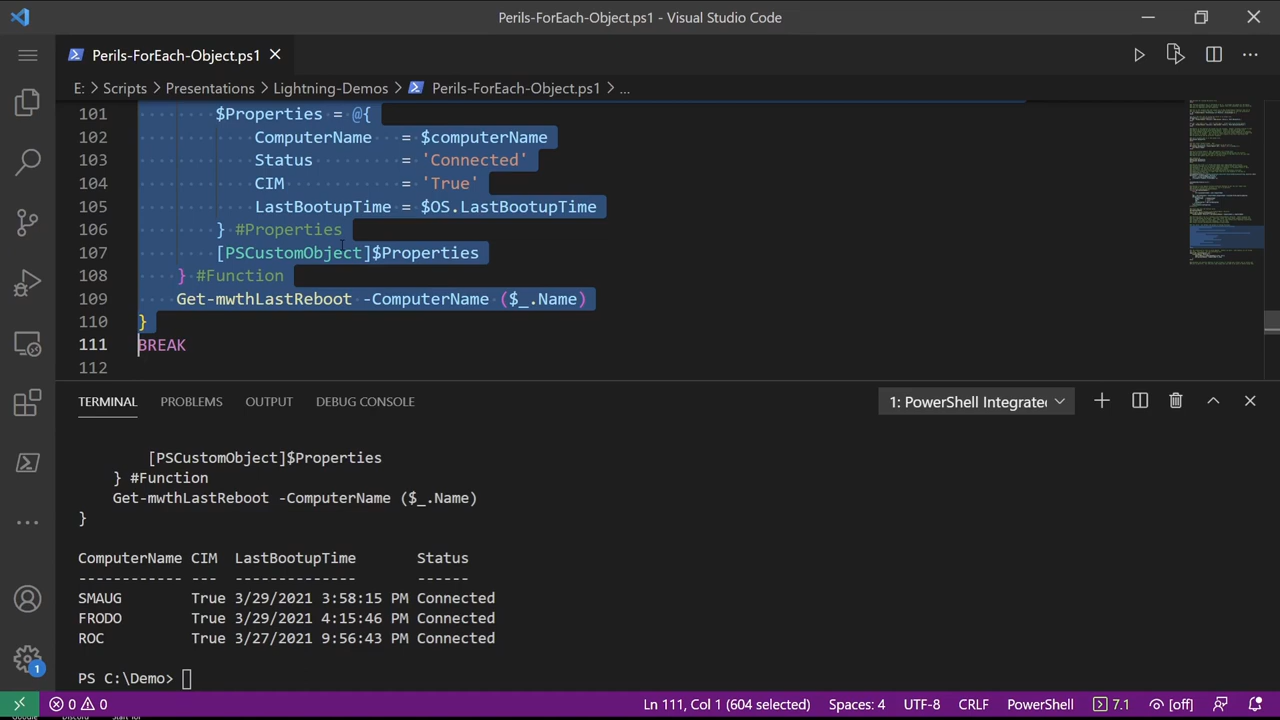 Perils-ForEach-Object.ps1 - Visual Studio Code
Perils-ForEach-Object.ps1
E: > Scripts > Presentations > Lightning-Demos > Perils-ForEach-Object.ps1 > ...
101 $Properties = @{
102 ComputerName = $computerName
103 Status = 'Connected'
104 CIM = 'True'
105 LastBootupTime = $OS.LastBootupTime
106 } #Properties
107 [PSCustomObject]$Properties
108 } #Function
109 Get-mwthLastReboot -ComputerName ($_.Name)
110 }
111 BREAK
112
TERMINAL PROBLEMS OUTPUT DEBUG CONSOLE 1: PowerShell Integrated
[PSCustomObject]$Properties
} #Function
Get-mwthLastReboot -ComputerName ($_.Name)
}
ComputerName CIM LastBootupTime Status
------------ --- -------------- ------
SMAUG True 3/29/2021 3:58:15 PM Connected
FRODO True 3/29/2021 4:15:46 PM Connected
ROC True 3/27/2021 9:56:43 PM Connected
PS C:\Demo>
1
0 0 Ln 111, Col 1 (604 selected) Spaces: 4 UTF-8 CRLF PowerShell 7.1 [off]